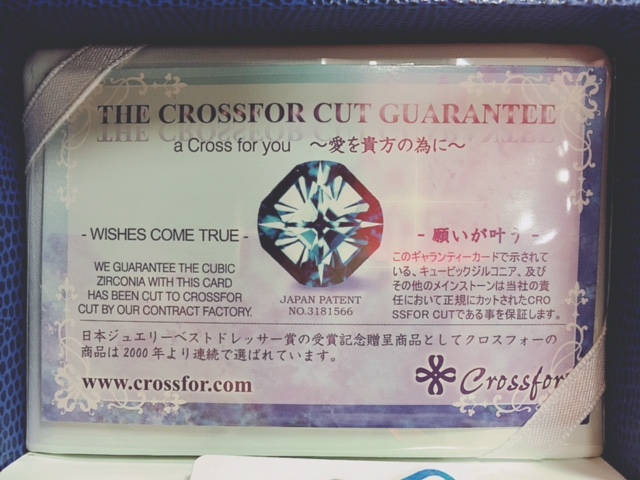 THE CROSSFOR CUT GUARANTEE
a Cross for you ～愛を貴方の為に～
- WISHES COME TRUE -
WE GUARANTEE THE CUBIC
ZIRCONIA WITH THIS CARD
HAS BEEN CUT TO CROSSFOR
CUT BY OUR CONTRACT FACTORY.
JAPAN PATENT
NO.3181566
- 願いが叶う -
このギャランティーカードで示されて
いる、キュービックジルコニア、及び
その他のメインストーンは当社の責
任において正規にカットされたCRO
SSFOR CUTである事を保証します。
日本ジュエリーベストドレッサー賞の受賞記念贈呈商品としてクロスフォーの
商品は2000年より連続で選ばれています。
www.crossfor.com
Crossfor